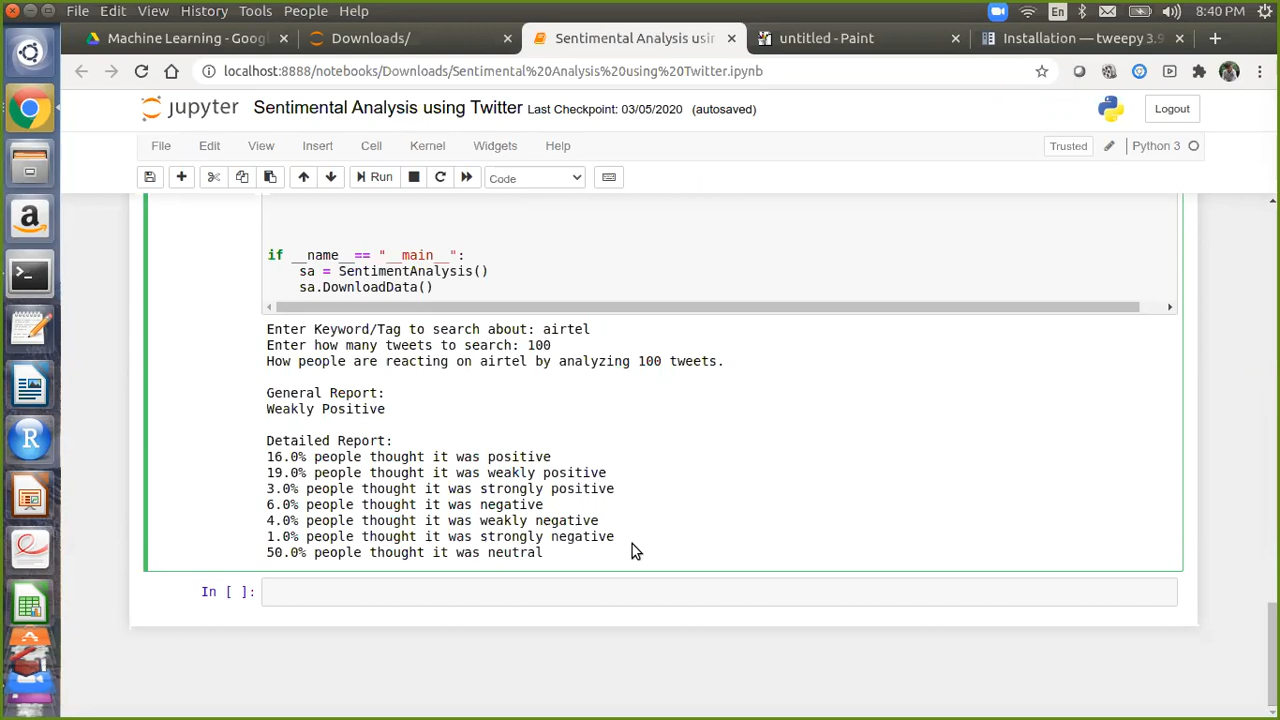 File Edit View History Tools People Help
En
8:40 PM
Machine Learning - Goog
Downloads/
Sentimental Analysis usin
untitled - Paint
Installation — tweepy 3.9
localhost:8888/notebooks/Downloads/Sentimental%20Analysis%20using%20Twitter.ipynb
jupyter Sentimental Analysis using Twitter Last Checkpoint: 03/05/2020 (autosaved)
Logout
File Edit View Insert Cell Kernel Widgets Help
Trusted
Python 3
Run
Code
if __name__== "__main__":
sa = SentimentAnalysis()
sa.DownloadData()
Enter Keyword/Tag to search about: airtel
Enter how many tweets to search: 100
How people are reacting on airtel by analyzing 100 tweets.
General Report:
Weakly Positive
Detailed Report:
16.0% people thought it was positive
19.0% people thought it was weakly positive
3.0% people thought it was strongly positive
6.0% people thought it was negative
4.0% people thought it was weakly negative
1.0% people thought it was strongly negative
50.0% people thought it was neutral
In [ ]: